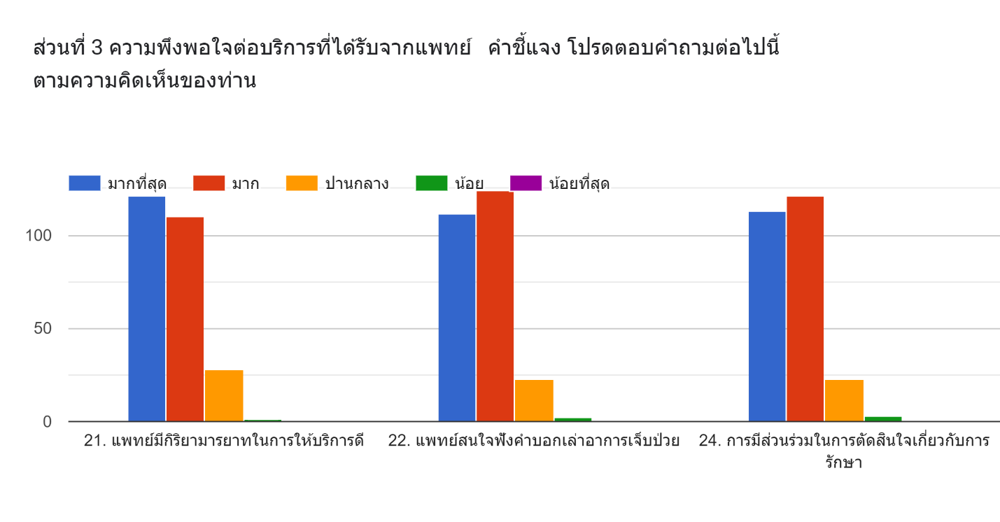 ส่วนที่ 3 ความพึงพอใจต่อบริการที่ได้รับจากแพทย์ คำชี้แจง โปรดตอบคำถามต่อไปนี้
ตามความคิดเห็นของท่าน
มากที่สุด มาก ปานกลาง น้อย น้อยที่สุด
100
50
0
21. แพทย์มีกิริยามารยาทในการให้บริการดี 22. แพทย์สนใจฟังคำบอกเล่าอาการเจ็บป่วย 24. การมีส่วนร่วมในการตัดสินใจเกี่ยวกับการ
รักษา